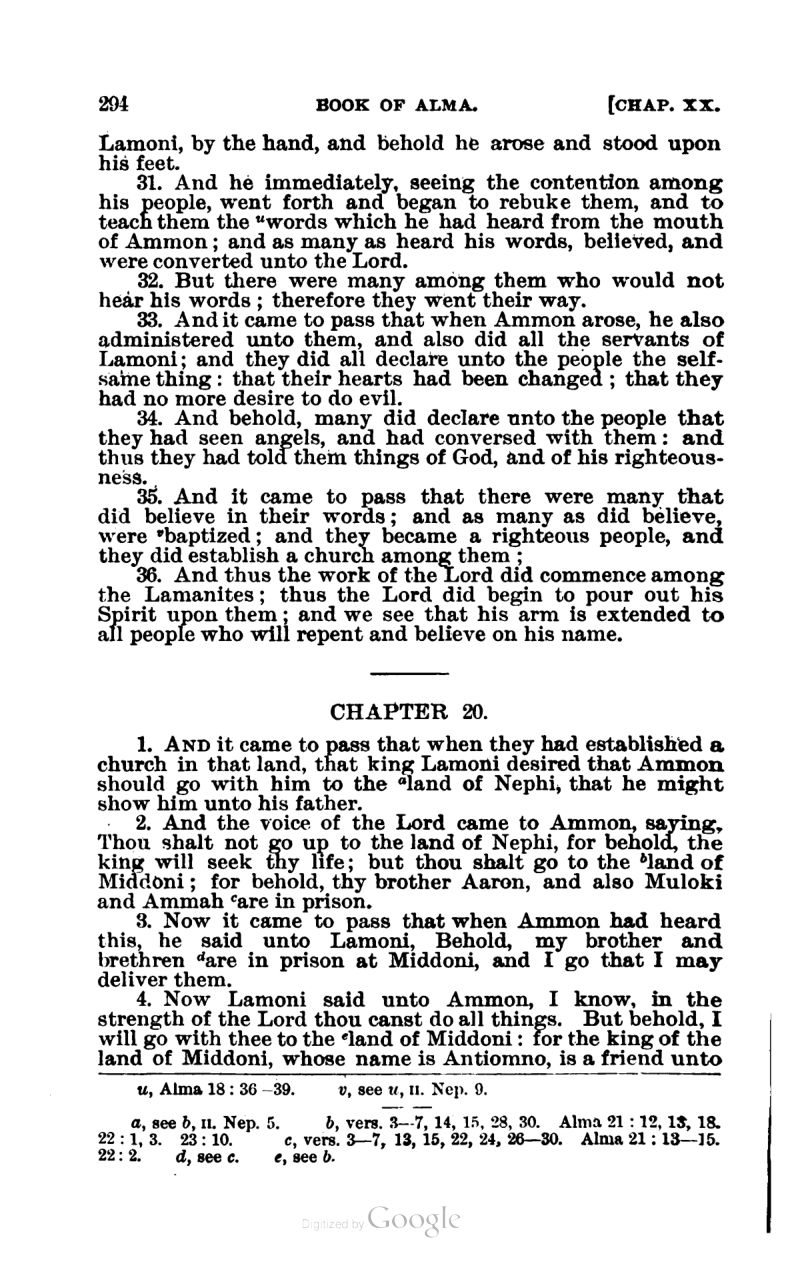 294 BOOK OF ALMA. [CHAP. XX.
Lamoni, by the hand, and behold he arose and stood upon
his feet.
31. And he immediately, seeing the contention among
his people, went forth and began to rebuke them, and to
teach them the ᵘwords which he had heard from the mouth
of Ammon; and as many as heard his words, believed, and
were converted unto the Lord.
32. But there were many among them who would not
hear his words; therefore they went their way.
33. And it came to pass that when Ammon arose, he also
administered unto them, and also did all the servants of
Lamoni; and they did all declare unto the people the self-
same thing: that their hearts had been changed; that they
had no more desire to do evil.
34. And behold, many did declare unto the people that
they had seen angels, and had conversed with them: and
thus they had told them things of God, and of his righteous-
ness.
35. And it came to pass that there were many that
did believe in their words; and as many as did believe,
were ᵛbaptized; and they became a righteous people, and
they did establish a church among them;
36. And thus the work of the Lord did commence among
the Lamanites; thus the Lord did begin to pour out his
Spirit upon them; and we see that his arm is extended to
all people who will repent and believe on his name.
CHAPTER 20.
1. AND it came to pass that when they had established a
church in that land, that king Lamoni desired that Ammon
should go with him to the ᵃland of Nephi, that he might
show him unto his father.
2. And the voice of the Lord came to Ammon, saying,
Thou shalt not go up to the land of Nephi, for behold, the
king will seek thy life; but thou shalt go to the ᵇland of
Middoni; for behold, thy brother Aaron, and also Muloki
and Ammah ᶜare in prison.
3. Now it came to pass that when Ammon had heard
this, he said unto Lamoni, Behold, my brother and
brethren ᵈare in prison at Middoni, and I go that I may
deliver them.
4. Now Lamoni said unto Ammon, I know, in the
strength of the Lord thou canst do all things. But behold, I
will go with thee to the ᵉland of Middoni: for the king of the
land of Middoni, whose name is Antiomno, is a friend unto
u, Alma 18: 36–39. v, see u, II. Nep. 9.
a, see b, II. Nep. 5. b, vers. 3–7, 14, 15, 28, 30. Alma 21: 12, 13, 18.
22: 1, 3. 23: 10. c, vers. 3–7, 13, 15, 22, 24, 26–30. Alma 21: 13–15.
22: 2. d, see c. e, see b.
Digitized by Google